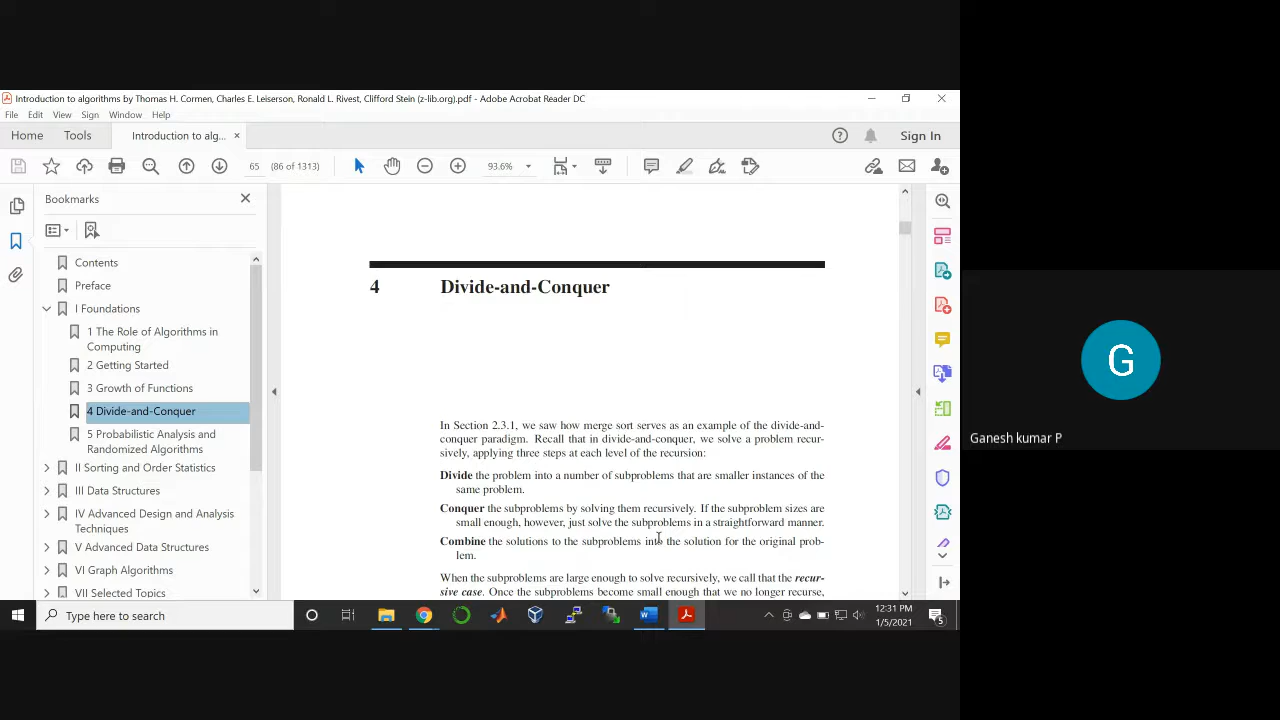 Introduction to algorithms by Thomas H. Cormen, Charles E. Leiserson, Ronald L. Rivest, Clifford Stein (z-lib.org).pdf - Adobe Acrobat Reader DC
File Edit View Sign Window Help
Home Tools Introduction to alg... × Sign In
65 (86 of 1313) 93.6%
Bookmarks
Contents
Preface
I Foundations
1 The Role of Algorithms in
Computing
2 Getting Started
3 Growth of Functions
4 Divide-and-Conquer
5 Probabilistic Analysis and
Randomized Algorithms
II Sorting and Order Statistics
III Data Structures
IV Advanced Design and Analysis
Techniques
V Advanced Data Structures
VI Graph Algorithms
VII Selected Topics
4 Divide-and-Conquer
In Section 2.3.1, we saw how merge sort serves as an example of the divide-and-
conquer paradigm. Recall that in divide-and-conquer, we solve a problem recur-
sively, applying three steps at each level of the recursion:
Divide the problem into a number of subproblems that are smaller instances of the
same problem.
Conquer the subproblems by solving them recursively. If the subproblem sizes are
small enough, however, just solve the subproblems in a straightforward manner.
Combine the solutions to the subproblems into the solution for the original prob-
lem.
When the subproblems are large enough to solve recursively, we call that the recur-
sive case. Once the subproblems become small enough that we no longer recurse,
Type here to search
12:31 PM
1/5/2021
5
G
Ganesh kumar P